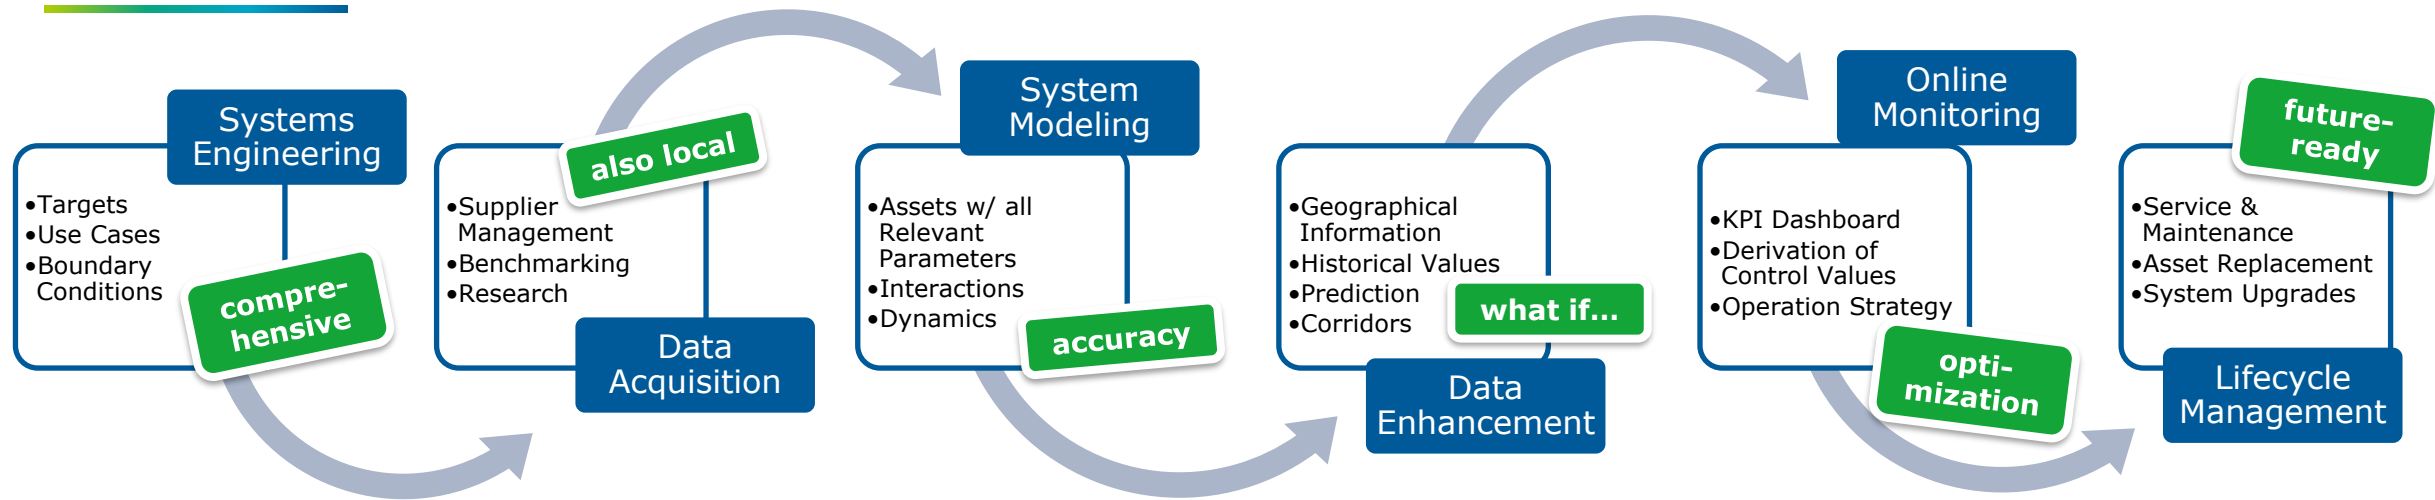 Systems
Engineering
•Targets
•Use Cases
•Boundary
Conditions
compre-
hensive
also local
•Supplier
Management
•Benchmarking
•Research
Data
Acquisition
System
Modeling
•Assets w/ all
Relevant
Parameters
•Interactions
•Dynamics
accuracy
•Geographical
Information
•Historical Values
•Prediction
•Corridors
what if...
Data
Enhancement
Online
Monitoring
•KPI Dashboard
•Derivation of
Control Values
•Operation Strategy
opti-
mization
future-
ready
•Service &
Maintenance
•Asset Replacement
•System Upgrades
Lifecycle
Management